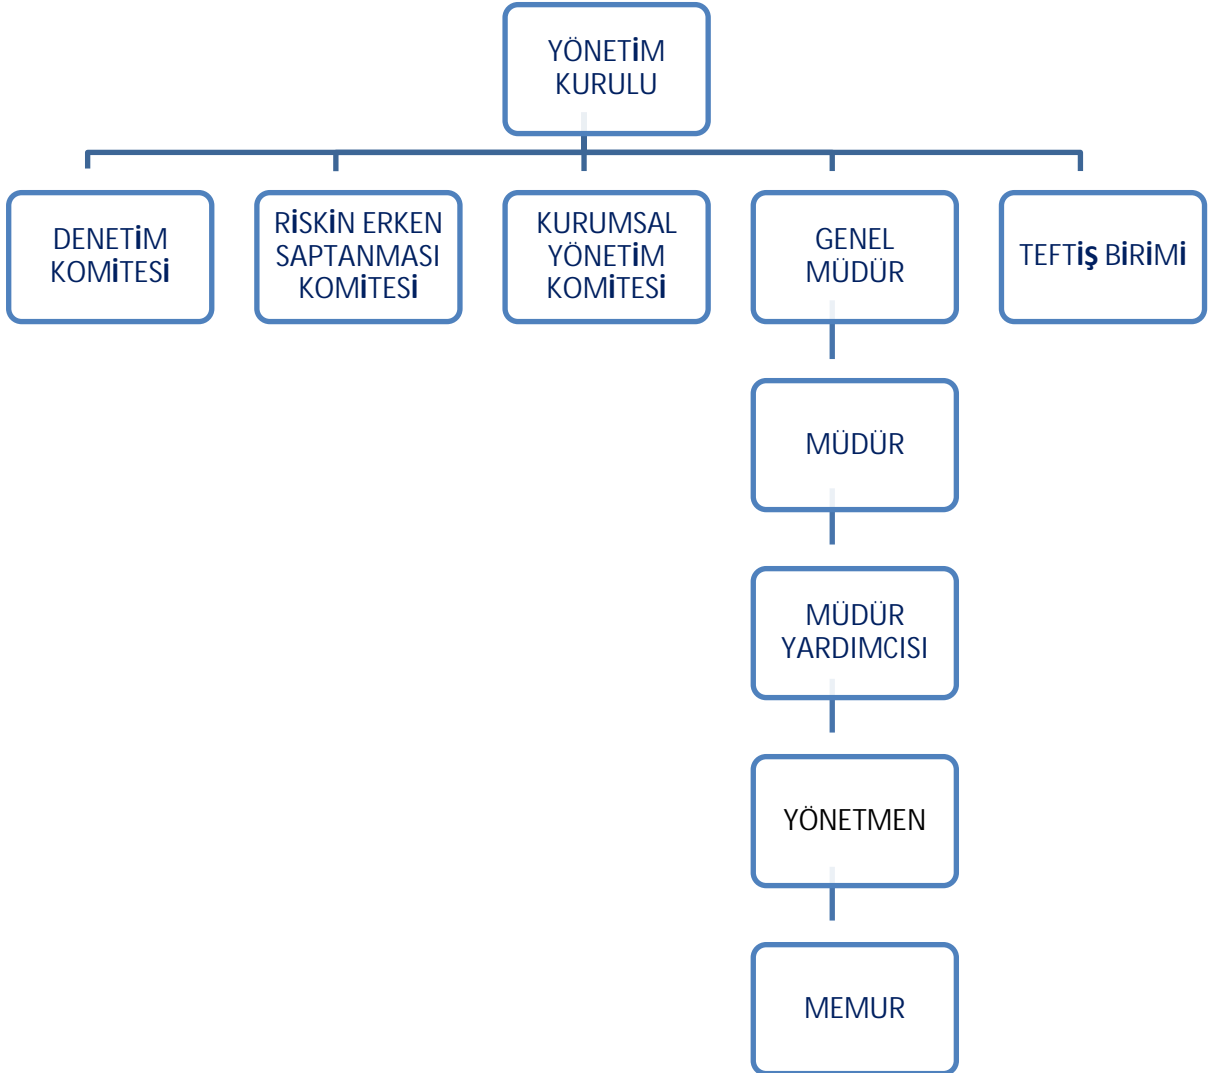 YÖNETİM
KURULU
DENETİM
KOMİTESİ
RİSKİN ERKEN
SAPTANMASI
KOMİTESİ
KURUMSAL
YÖNETİM
KOMİTESİ
GENEL
MÜDÜR
TEFTİŞ BİRİMİ
MÜDÜR
MÜDÜR
YARDIMCISI
YÖNETMEN
MEMUR